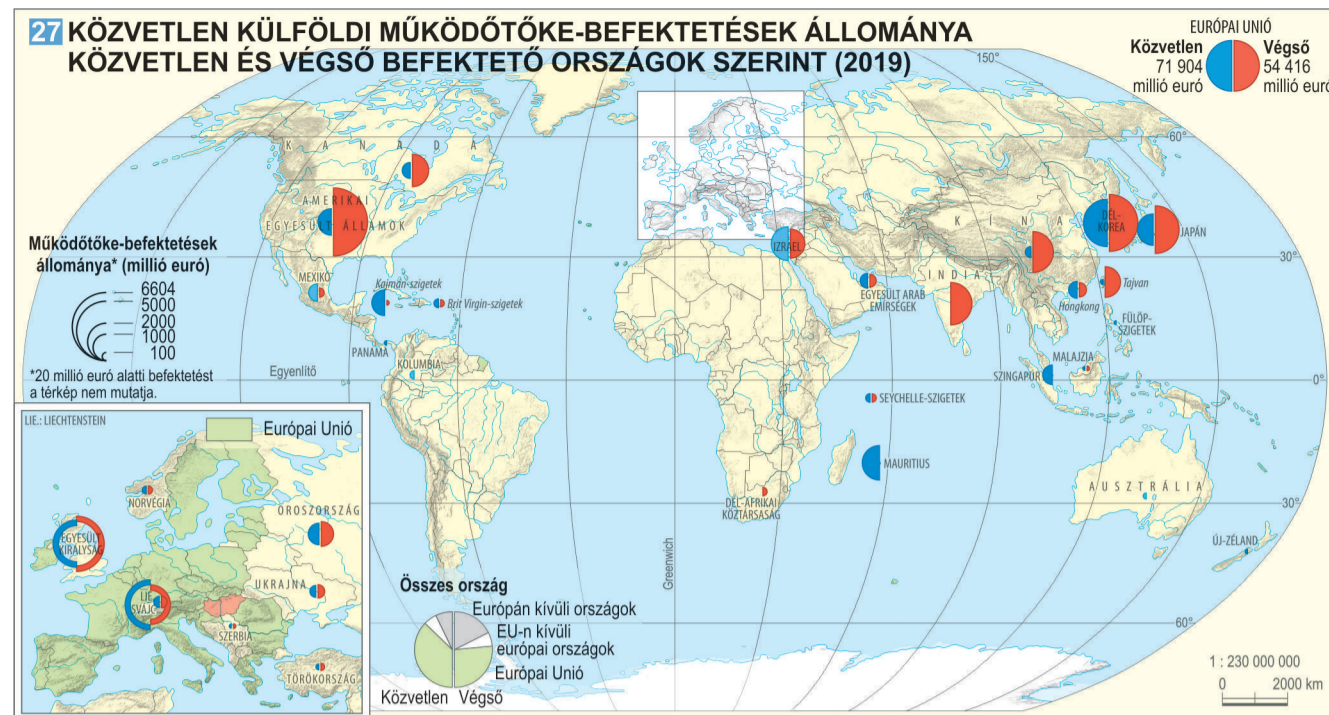 27 KÖZVETLEN KÜLFÖLDI MŰKÖDŐTŐKE-BEFEKTETÉSEK ÁLLOMÁNYA
KÖZVETLEN ÉS VÉGSŐ BEFEKTETŐ ORSZÁGOK SZERINT (2019)
EURÓPAI UNIÓ
Közvetlen
71 904
millió euró
Végső
54 416
millió euró
150°
60°
KANADA
AMERIKAI
EGYESÜLT ÁLLAMOK
KÍNA
DÉL-
KOREA
JAPÁN
Működőtőke-befektetések
állománya* (millió euró)
6604
5000
2000
1000
100
*20 millió euró alatti befektetést
a térkép nem mutatja.
IZRAEL
30°
MEXIKÓ
Kajmán-szigetek
Brit Virgin-szigetek
EGYESÜLT ARAB
EMÍRSÉGEK
INDIA
Tajvan
Hongkong
FÜLÖP-
SZIGETEK
PANAMA
KOLUMBIA
MALAJZIA
SZINGAPÚR
Egyenlítő
0°
SEYCHELLE-SZIGETEK
MAURITIUS
DÉL-AFRIKAI
KÖZTÁRSASÁG
AUSZTRÁLIA
30°
ÚJ-ZÉLAND
Greenwich
60°
LIE.: LIECHTENSTEIN
Európai Unió
NORVÉGIA
OROSZORSZÁG
EGYESÜLT
KIRÁLYSÁG
UKRAJNA
LIE.
SVÁJC
SZERBIA
TÖRÖKORSZÁG
Összes ország
Európán kívüli országok
EU-n kívüli
európai országok
Európai Unió
Közvetlen Végső
1 : 230 000 000
0 2000 km